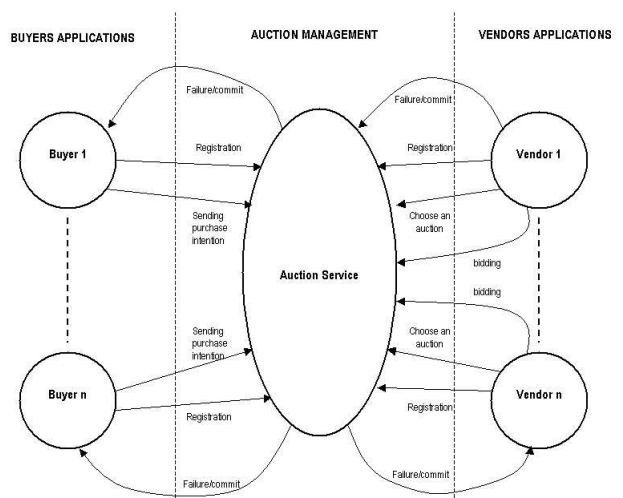 BUYERS APPLICATIONS
AUCTION MANAGEMENT
VENDORS APPLICATIONS
Failure/commit
Failure/commit
Buyer 1
Registration
Registration
Vendor 1
Sending
purchase
intention
Choose an
auction
bidding
Auction Service
bidding
Sending
purchase
intention
Choose an
auction
Buyer n
Vendor n
Registration
Registration
Failure/commit
Failure/commit